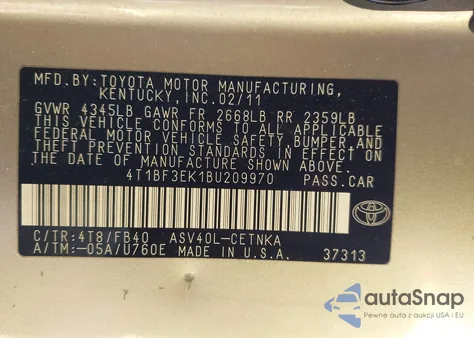 MFD. BY: TOYOTA MOTOR MANUFACTURING,
KENTUCKY, INC. 02/11
GVWR 4345LB GAWR FR 2668LB RR 2359LB
THIS VEHICLE CONFORMS TO ALL APPLICABLE
FEDERAL MOTOR VEHICLE SAFETY, BUMPER, AND
THEFT PREVENTION STANDARDS IN EFFECT ON
THE DATE OF MANUFACTURE SHOWN ABOVE.
4T1BF3EK1BU209970 PASS.CAR
C/TR:4T8/FB40 ASV40L-CETNKA
A/TM:-05A/U760E MADE IN U.S.A. 37313
autoSnap
Pewne auta z aukcji USA i EU